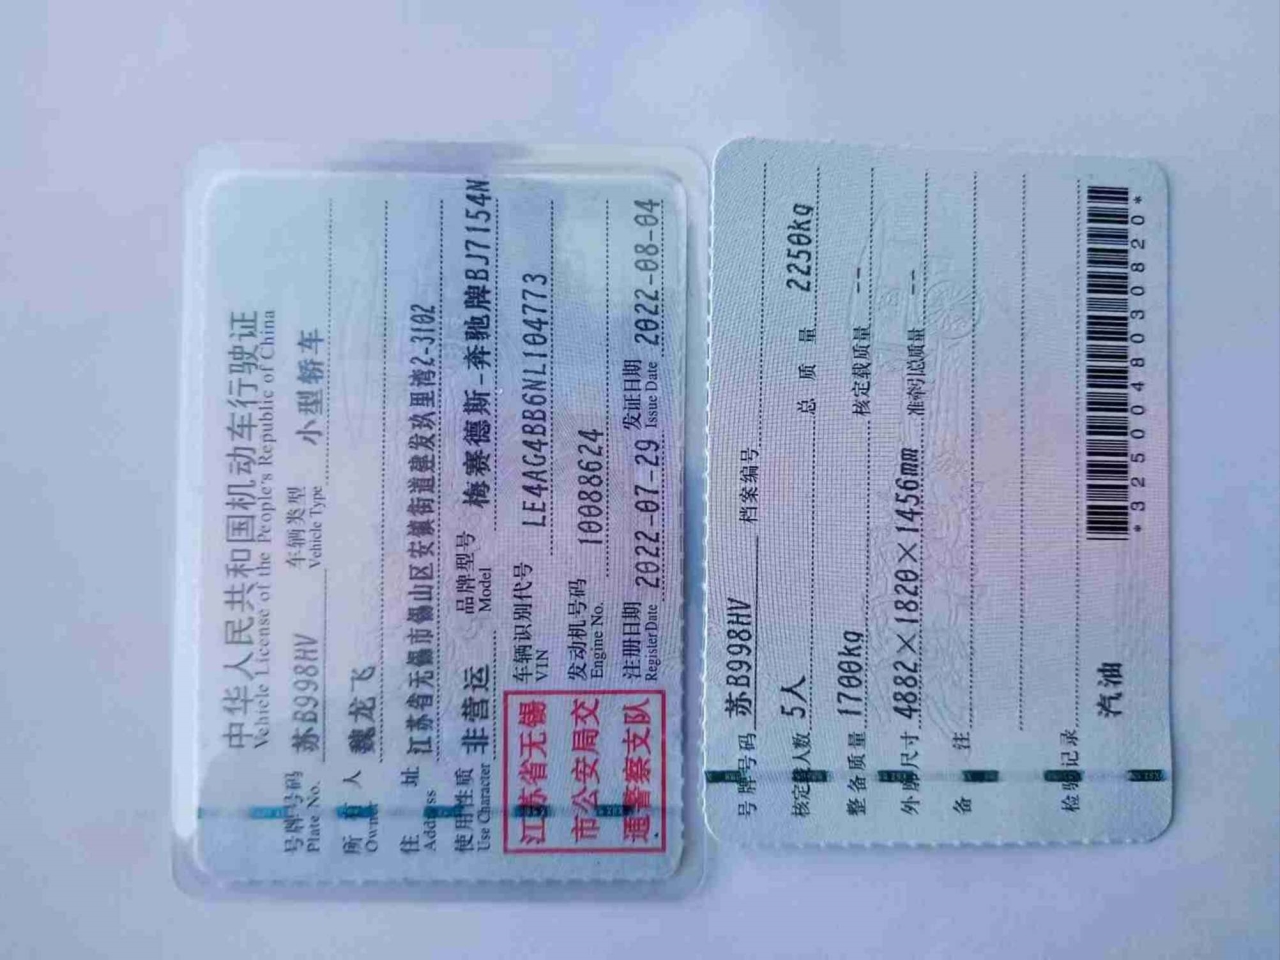 中华人民共和国机动车行驶证
Vehicle License of the People's Republic of China
号牌号码 苏B998HV 车辆类型 小型轿车
Plate No. Vehicle Type
所有人 魏龙飞
Owner
住址 江苏省无锡市锡山区安镇街道建发玖里湾2-3102
Address
使用性质 非营运 品牌型号 梅赛德斯-奔驰牌BJ7154N
Use Character Model
江苏省无锡
市公安局交
通警察支队
车辆识别代号 LE4AG4BB6NL104773
VIN
发动机号码 10088624
Engine No.
注册日期 2022-07-29 发证日期 2022-08-04
Register Date Issue Date
号牌号码 苏B998HV 档案编号
核定载人数 5人 总质量 2250kg
整备质量 1700kg 核定载质量 --
外廓尺寸 4882×1820×1456mm 准牵引总质量 --
备注
检验记录
汽油
*3250048030820*